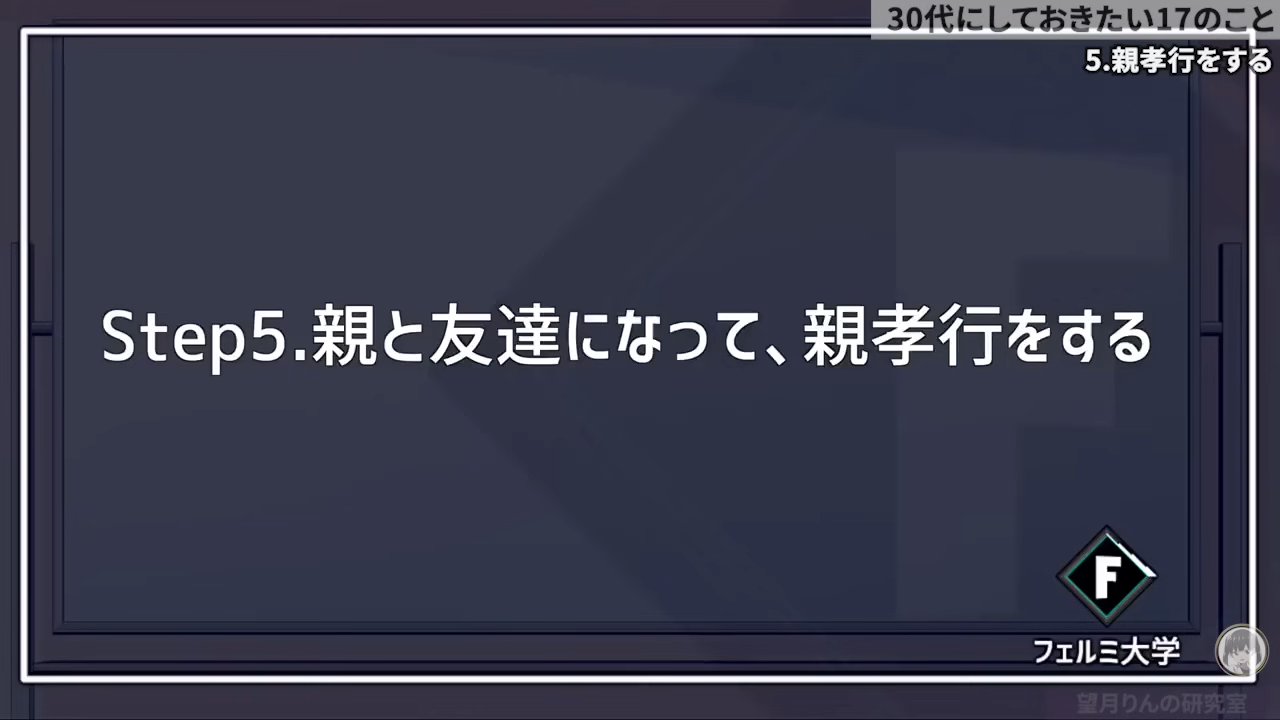 30代にしておきたい17のこと
5.親孝行をする
Step5.親と友達になって、親孝行をする
F
フェルミ大学
望月りんの研究室